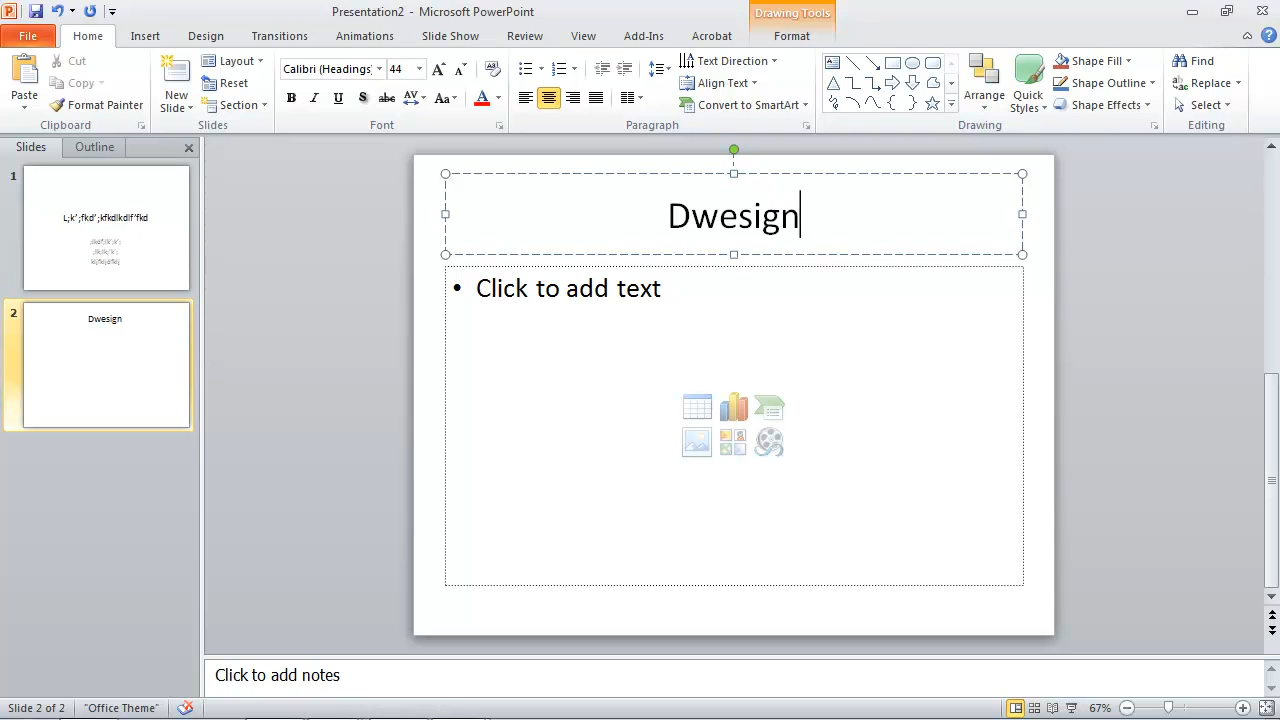 Presentation2 - Microsoft PowerPoint
Drawing Tools
File Home Insert Design Transitions Animations Slide Show Review View Add-Ins Acrobat Format
Cut
Copy
Format Painter
Paste
Clipboard
New
Slide
Layout
Reset
Section
Slides
Calibri (Headings) 44
B I U S abc AV Aa A
Font
Text Direction
Align Text
Convert to SmartArt
Paragraph
Arrange
Quick
Styles
Shape Fill
Shape Outline
Shape Effects
Drawing
Find
Replace
Select
Editing
Slides Outline
1
L;k';fkd';kfkdlkdlf'fkd
2
Dwesign
Dwesign
• Click to add text
Click to add notes
Slide 2 of 2 "Office Theme" 67%